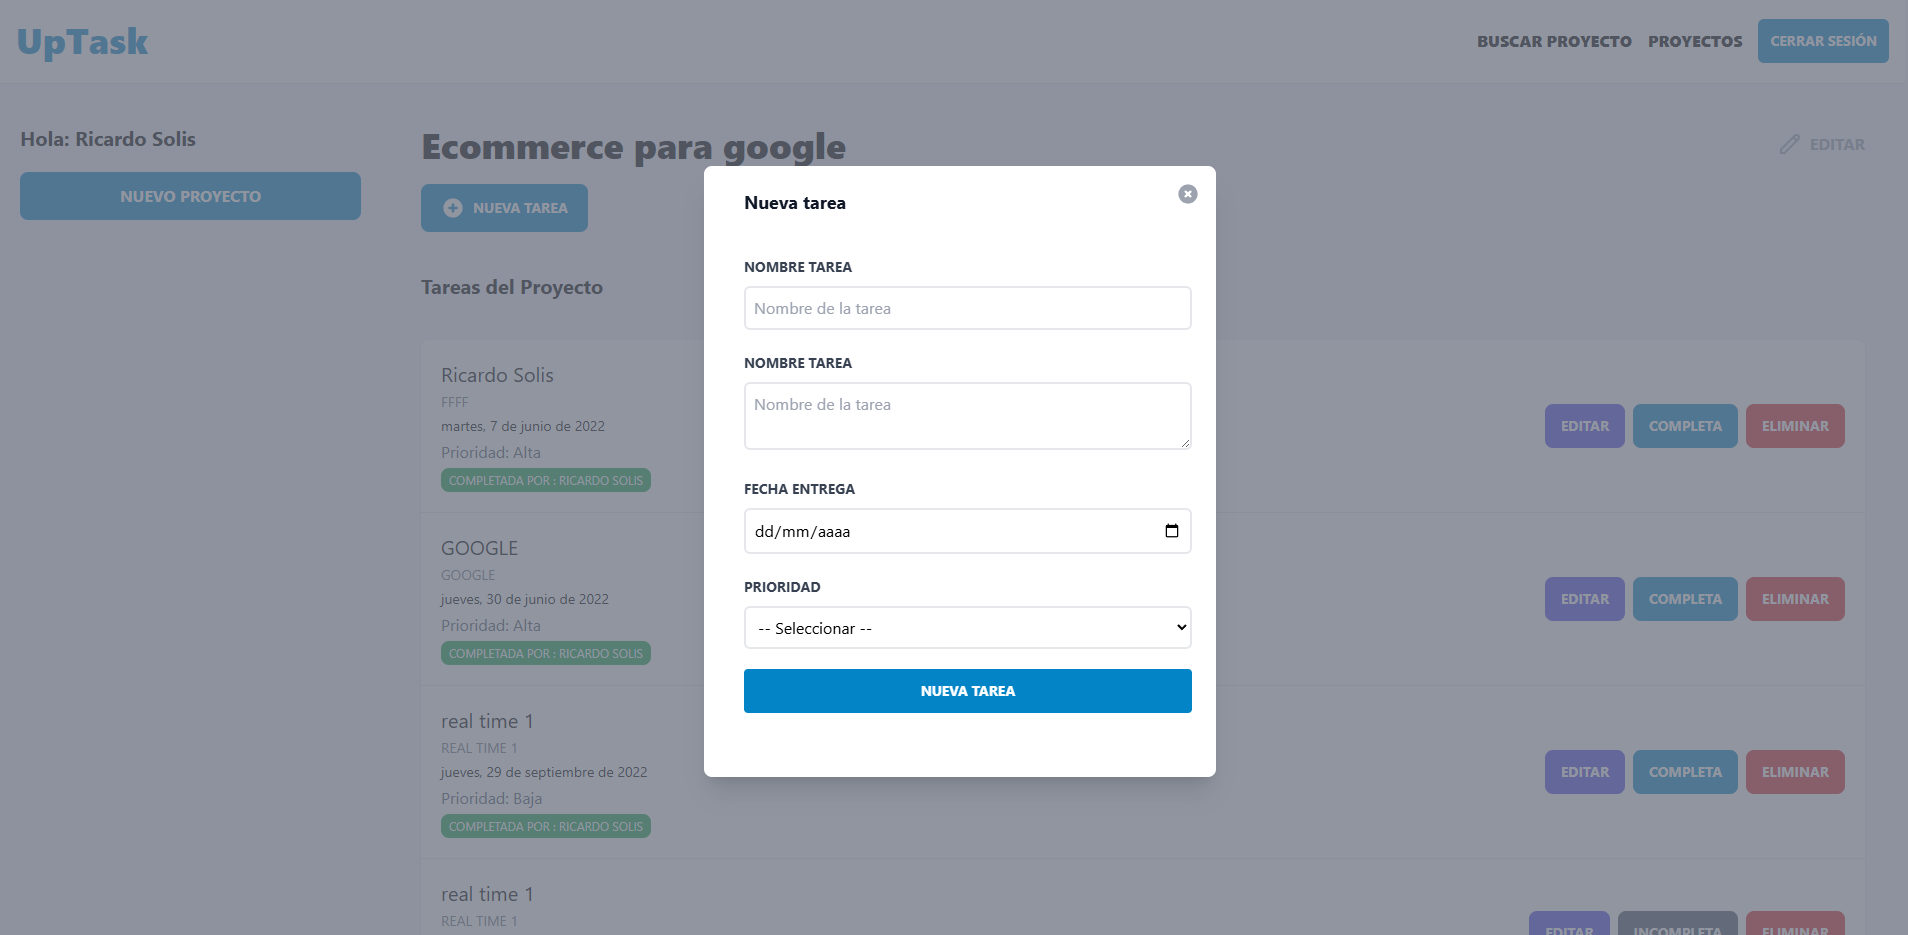 UpTask
BUSCAR PROYECTO PROYECTOS CERRAR SESIÓN
Hola: Ricardo Solis
NUEVO PROYECTO
Ecommerce para google
EDITAR
NUEVA TAREA
Tareas del Proyecto
Ricardo Solis
FFFF
martes, 7 de junio de 2022
Prioridad: Alta
COMPLETADA POR : RICARDO SOLIS
EDITAR COMPLETA ELIMINAR
GOOGLE
GOOGLE
jueves, 30 de junio de 2022
Prioridad: Alta
COMPLETADA POR : RICARDO SOLIS
EDITAR COMPLETA ELIMINAR
real time 1
REAL TIME 1
jueves, 29 de septiembre de 2022
Prioridad: Baja
COMPLETADA POR : RICARDO SOLIS
EDITAR COMPLETA ELIMINAR
real time 1
REAL TIME 1
EDITAR INCOMPLETA ELIMINAR
Nueva tarea
NOMBRE TAREA
Nombre de la tarea
NOMBRE TAREA
Nombre de la tarea
FECHA ENTREGA
dd/mm/aaaa
PRIORIDAD
-- Seleccionar --
NUEVA TAREA